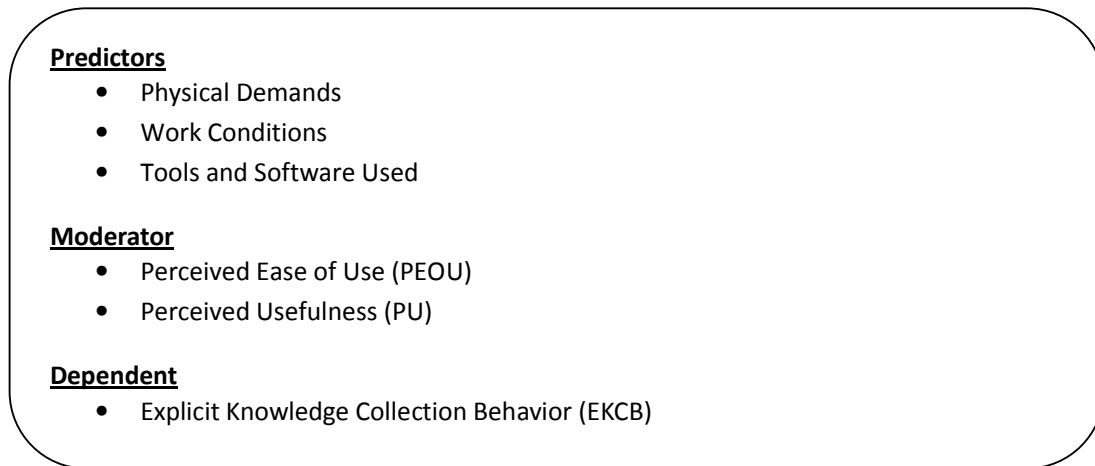 Predictors
• Physical Demands
• Work Conditions
• Tools and Software Used
Moderator
• Perceived Ease of Use (PEOU)
• Perceived Usefulness (PU)
Dependent
• Explicit Knowledge Collection Behavior (EKCB)